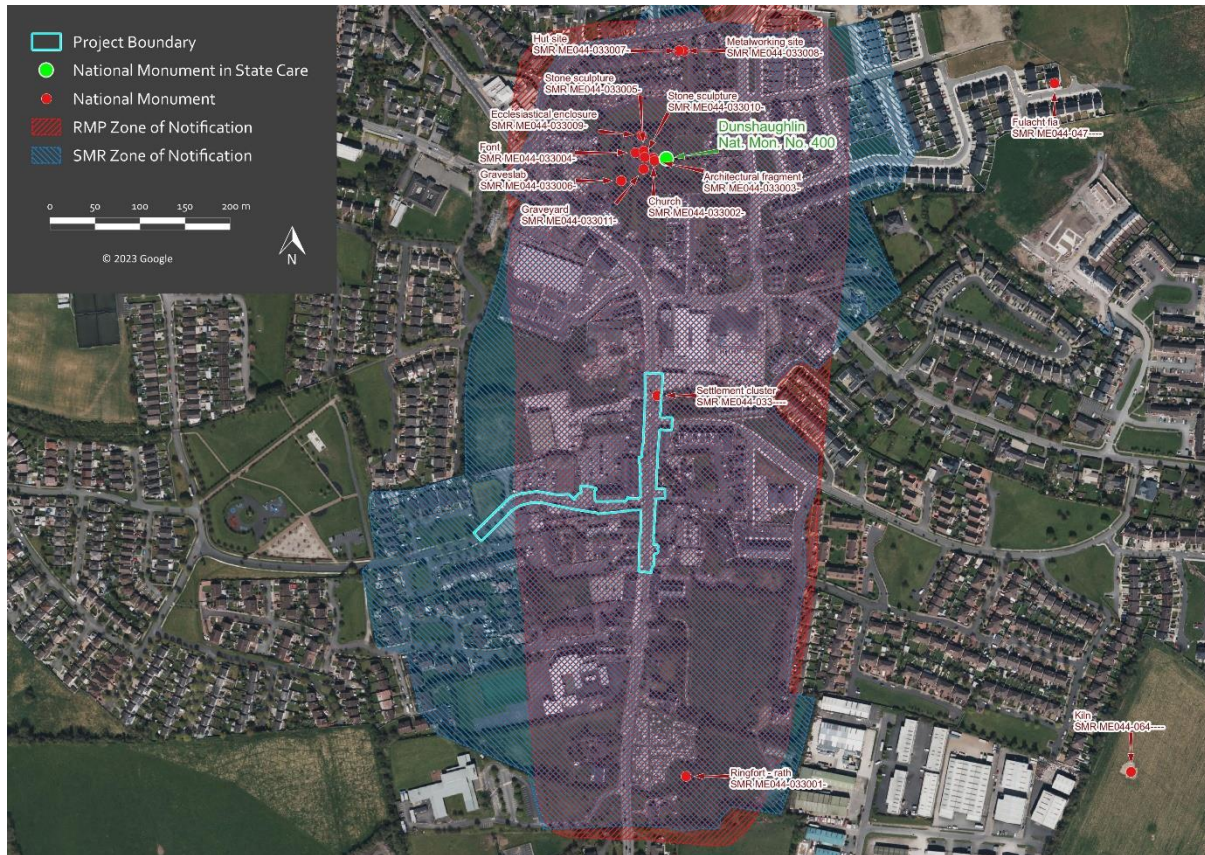 Project Boundary
National Monument in State Care
National Monument
RMP Zone of Notification
SMR Zone of Notification
0 50 100 150 200 m
© 2023 Google
N
Hut site
SMR ME044-033007-
Metalworking site
SMR ME044-033008-
Stone sculpture
SMR ME044-033005-
Stone sculpture
SMR ME044-033010-
Ecclesiastical enclosure
SMR ME044-033009-
Dunshaughlin
Nat. Mon. No. 400
Font
SMR ME044-033004-
Graveslab
SMR ME044-033006-
Architectural fragment
SMR ME044-033003-
Church
SMR ME044-033002-
Graveyard
SMR ME044-033011-
Fulacht fia
SMR ME044-047----
Settlement cluster
SMR ME044-033----
Kiln
SMR ME044-064----
Ringfort - rath
SMR ME044-033001-